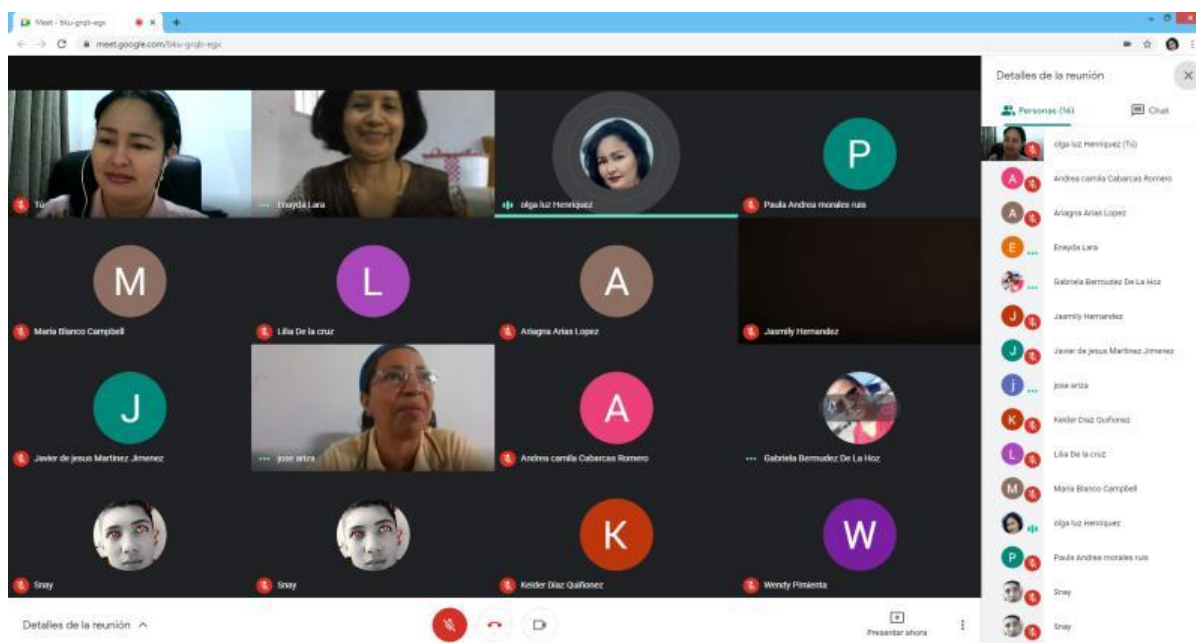 Meet - bku-grqb-egx
meet.google.com/bku-grqb-egx
Detalles de la reunión
Personas (16)
Chat
Tú
Enayda Lara
olga luz Henriquez
P
Paula Andrea morales ruis
M
María Blanco Campbell
L
Lilia De la cruz
A
Ariagna Arias Lopez
Jasmily Hernandez
J
Javier de jesus Martinez Jimenez
jose ariza
A
Andrea camila Cabarcas Romero
Gabriela Bermudez De La Hoz
Snay
Snay
K
Keider Díaz Quiñonez
W
Wendy Pimienta
olga luz Henriquez (Tú)
A
Andrea camila Cabarcas Romero
A
Ariagna Arias Lopez
E
Enayda Lara
Gabriela Bermudez De La Hoz
J
Jasmily Hernandez
J
Javier de jesus Martinez Jimenez
j
jose ariza
K
Keider Díaz Quiñonez
L
Lilia De la cruz
M
María Blanco Campbell
olga luz Henriquez
P
Paula Andrea morales ruis
Snay
Snay
Detalles de la reunión
Presentar ahora